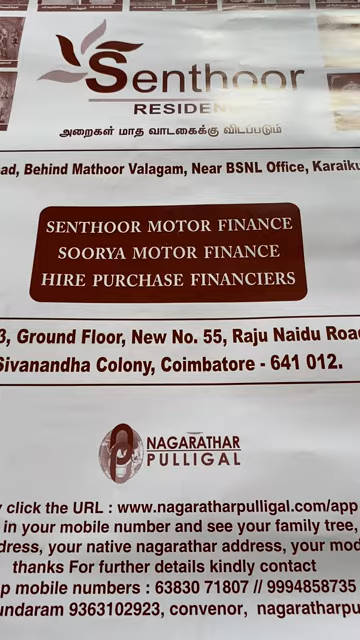 Senthoor
RESIDEN
அறைகள் மாத வாடகைக்கு விடப்படும்
ad, Behind Mathoor Valagam, Near BSNL Office, Karaiku
SENTHOOR MOTOR FINANCE
SOORYA MOTOR FINANCE
HIRE PURCHASE FINANCIERS
3, Ground Floor, New No. 55, Raju Naidu Road
Sivanandha Colony, Coimbatore - 641 012.
NAGARATHAR
PULLIGAL
y click the URL : www.nagaratharpulligal.com/app
in your mobile number and see your family tree,
dress, your native nagarathar address, your mod
thanks For further details kindly contact
p mobile numbers : 63830 71807 // 9994858735
undaram 9363102923, convenor, nagaratharpu